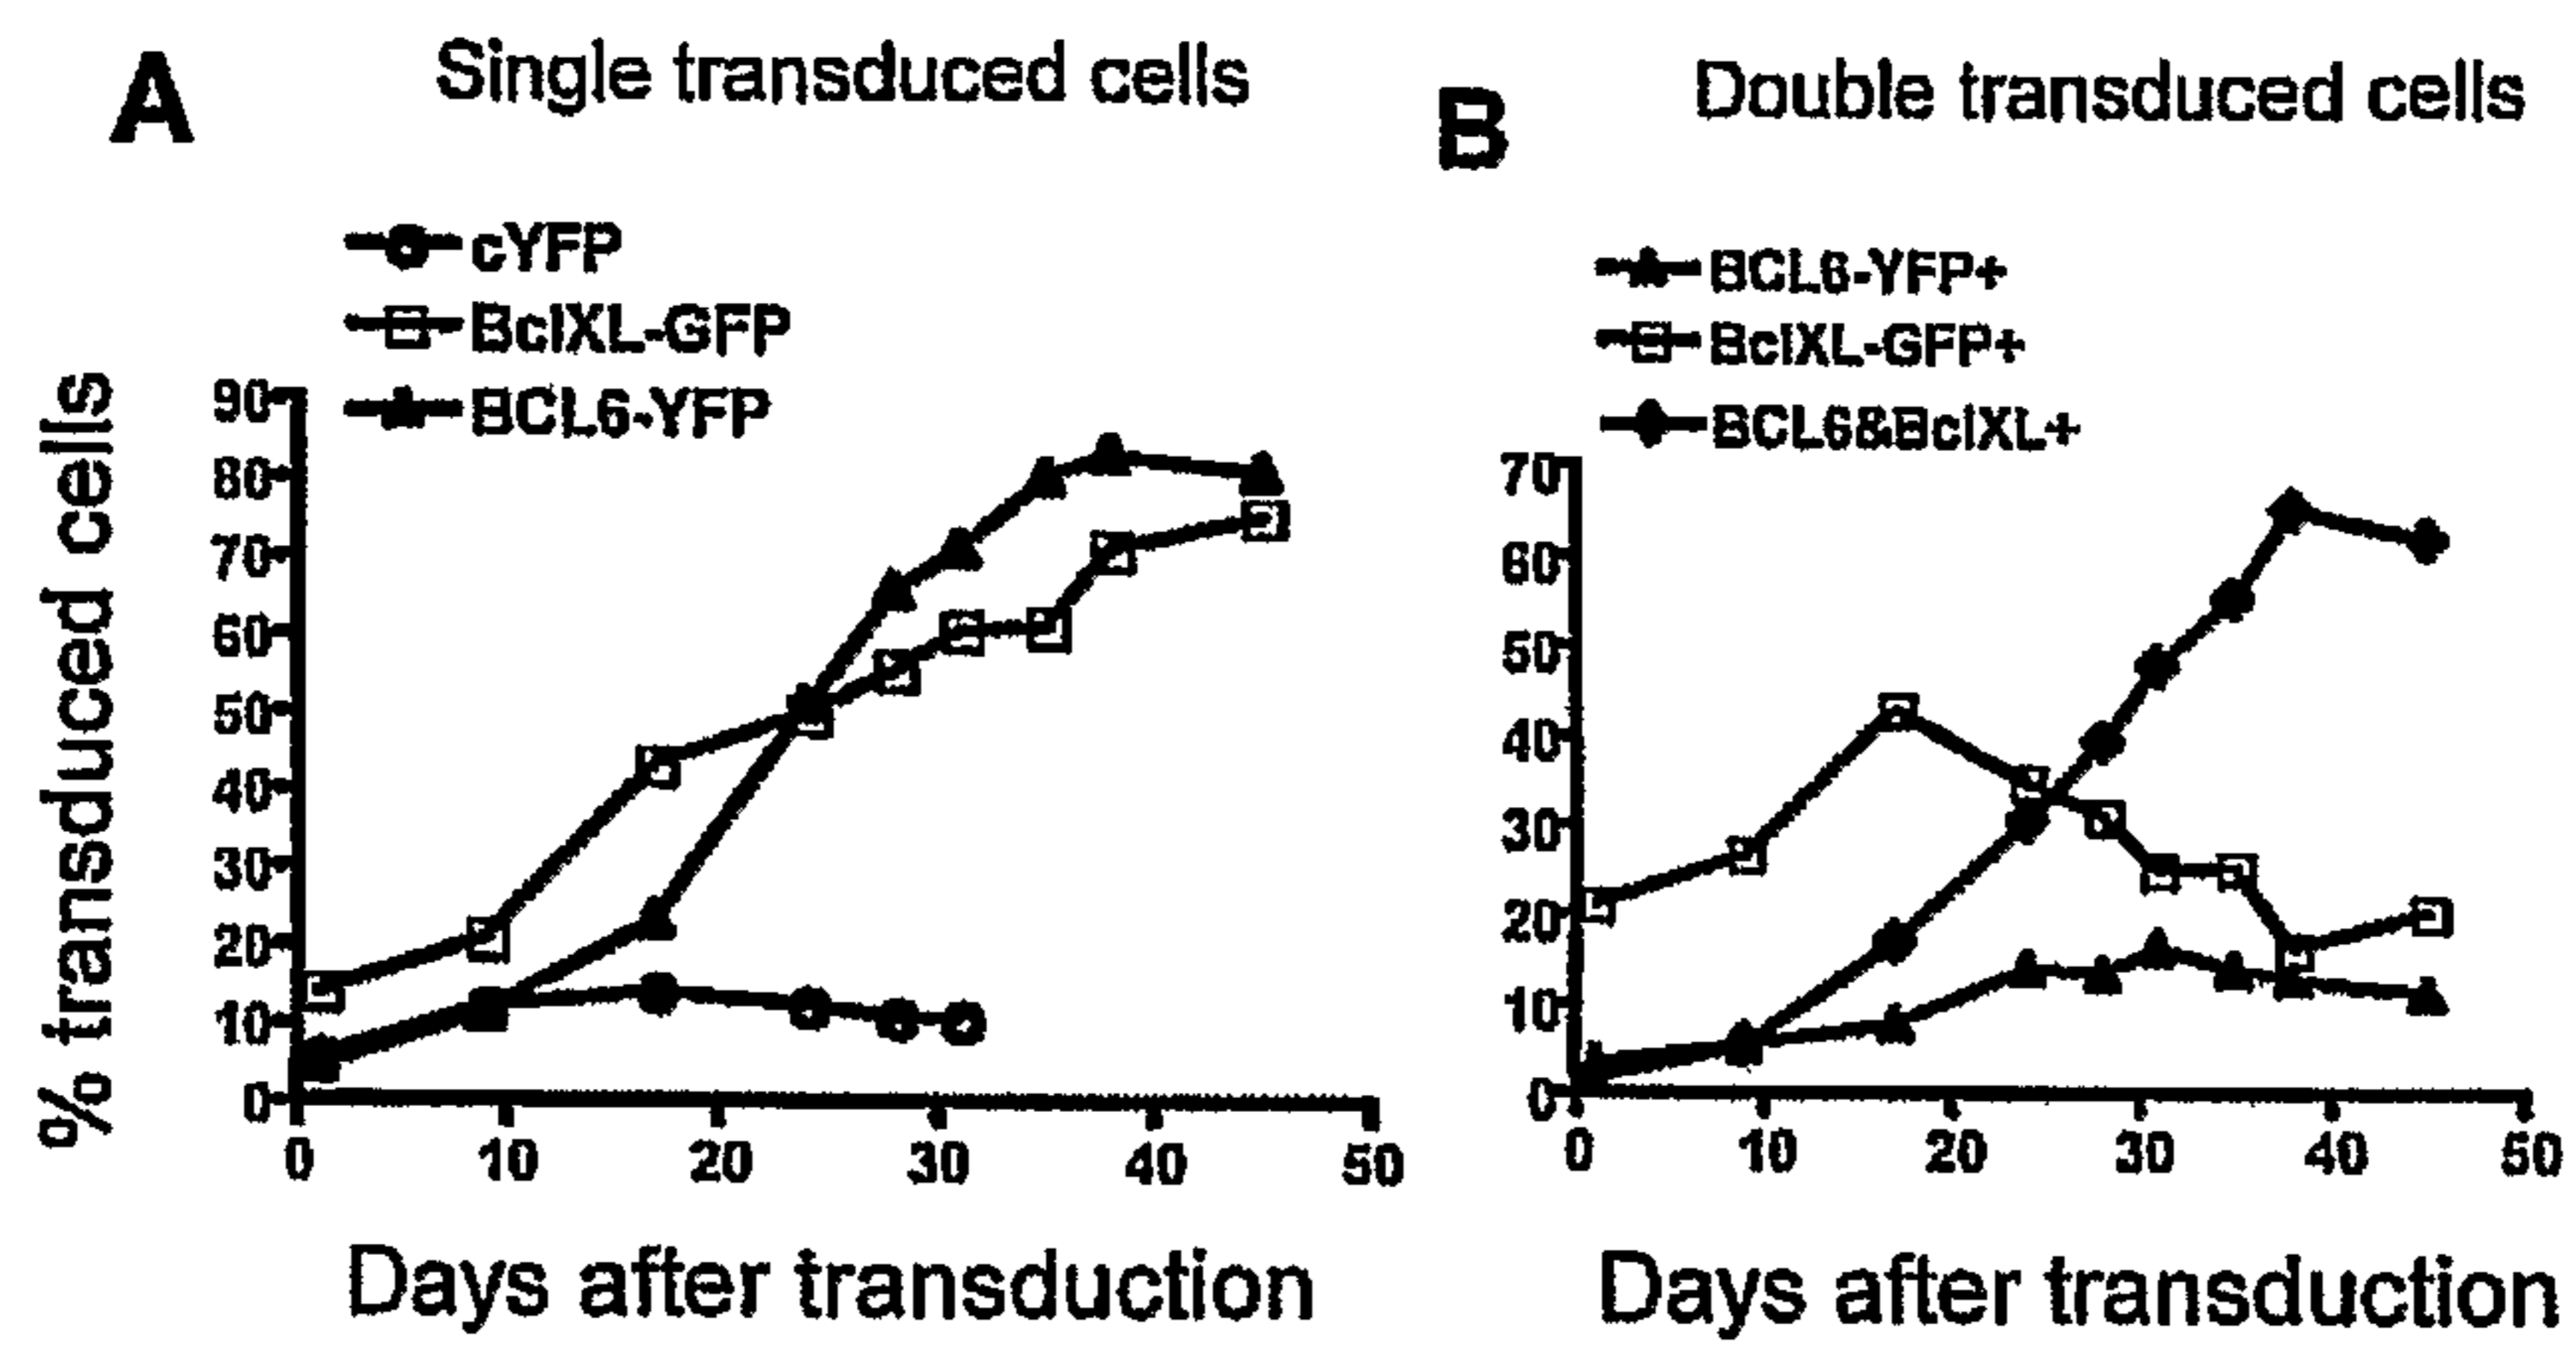 A
Single transduced cells
cYFP
BclXL-GFP
BCL6-YFP
% transduced cells
90
80
70
60
50
40
30
20
10
0
0 10 20 30 40 50
Days after transduction
B
Double transduced cells
BCL6-YFP+
BclXL-GFP+
BCL6&BclXL+
70
60
50
40
30
20
10
0
0 10 20 30 40 50
Days after transduction